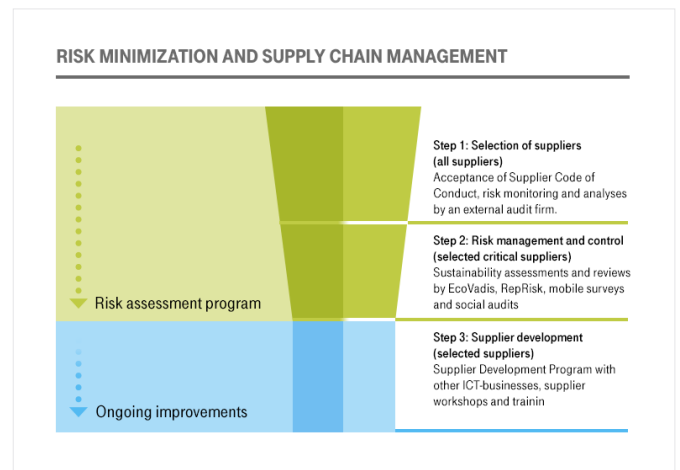 RISK MINIMIZATION AND SUPPLY CHAIN MANAGEMENT
Step 1: Selection of suppliers
(all suppliers)
Acceptance of Supplier Code of
Conduct, risk monitoring and analyses
by an external audit firm.
Step 2: Risk management and control
(selected critical suppliers)
Sustainability assessments and reviews
by EcoVadis, RepRisk, mobile surveys
and social audits
Risk assessment program
Step 3: Supplier development
(selected suppliers)
Supplier Development Program with
other ICT-businesses, supplier
workshops and trainin
Ongoing improvements